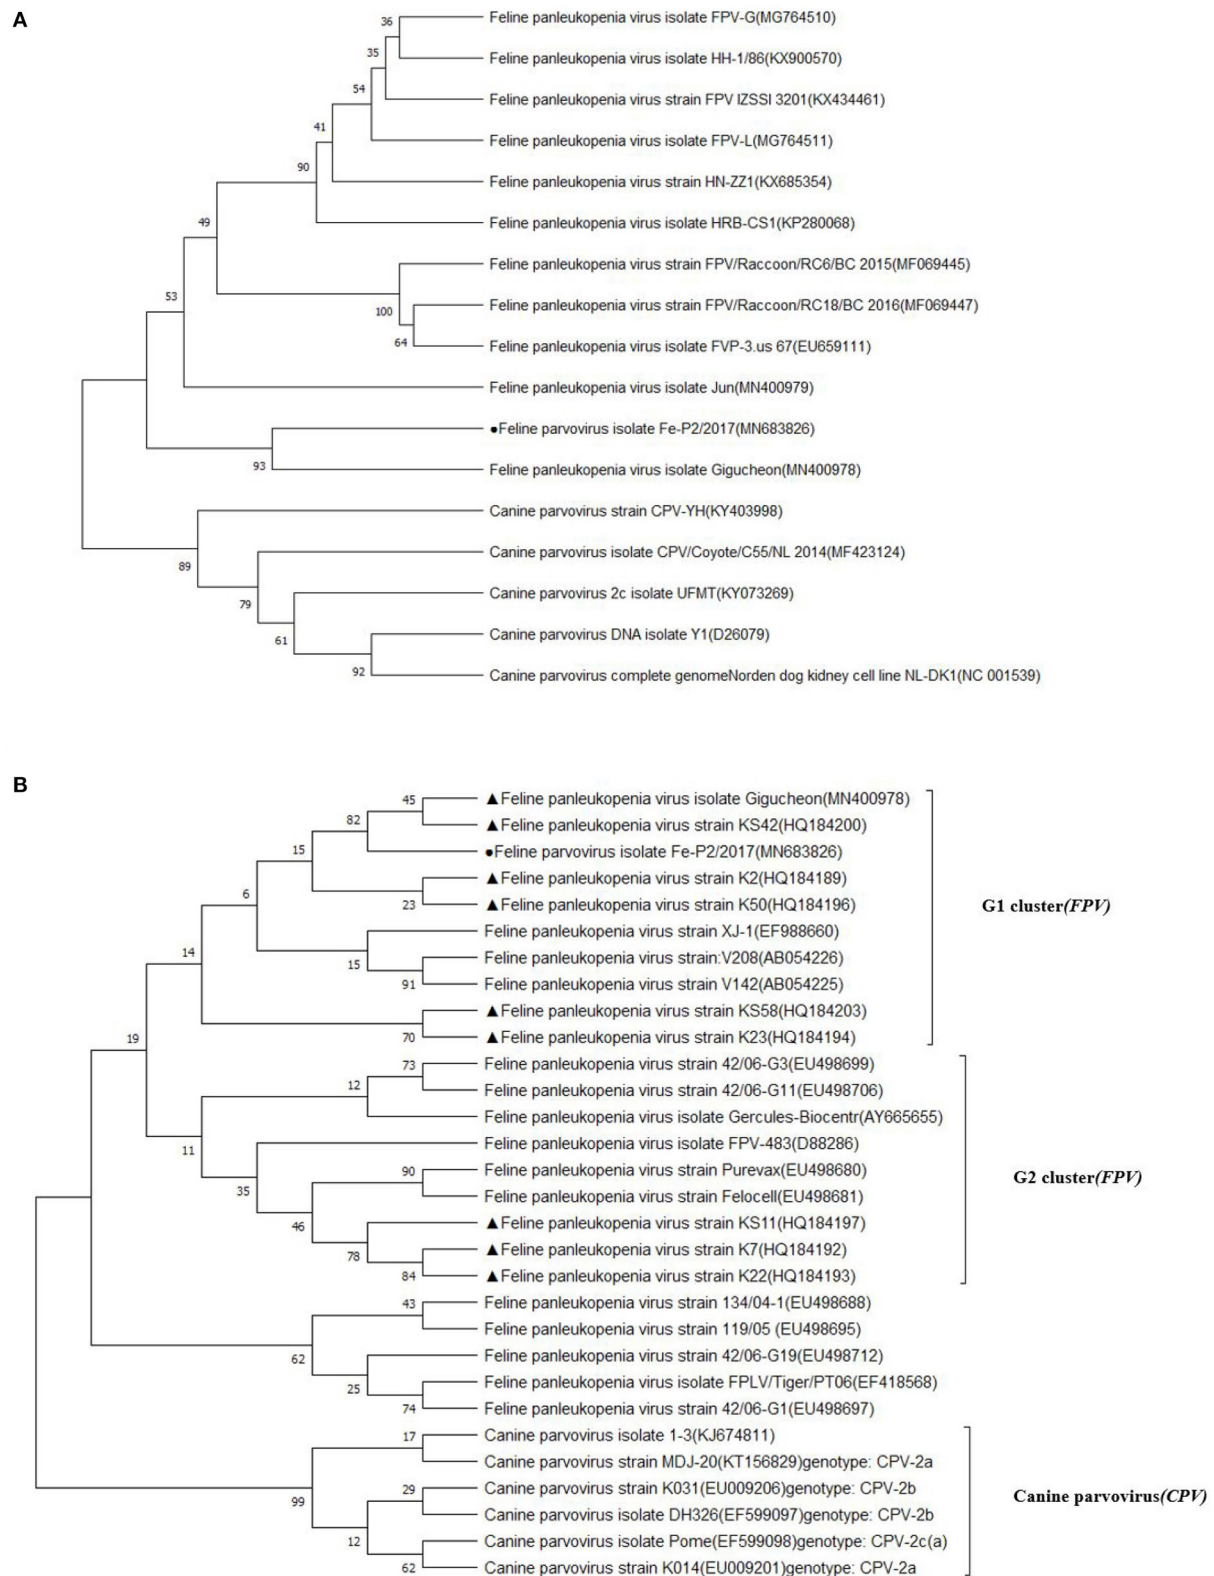 A
36
Feline panleukopenia virus isolate FPV-G(MG764510)
35
Feline panleukopenia virus isolate HH-1/86(KX900570)
54
Feline panleukopenia virus strain FPV IZSSI 3201(KX434461)
41
Feline panleukopenia virus isolate FPV-L(MG764511)
90
Feline panleukopenia virus strain HN-ZZ1(KX685354)
49
Feline panleukopenia virus isolate HRB-CS1(KP280068)
Feline panleukopenia virus strain FPV/Raccoon/RC6/BC 2015(MF069445)
53
Feline panleukopenia virus strain FPV/Raccoon/RC18/BC 2016(MF069447)
100
64
Feline panleukopenia virus isolate FVP-3.us 67(EU659111)
Feline panleukopenia virus isolate Jun(MN400979)
●Feline parvovirus isolate Fe-P2/2017(MN683826)
93
Feline panleukopenia virus isolate Gigucheon(MN400978)
Canine parvovirus strain CPV-YH(KY403998)
89
Canine parvovirus isolate CPV/Coyote/C55/NL 2014(MF423124)
79
Canine parvovirus 2c isolate UFMT(KY073269)
61
Canine parvovirus DNA isolate Y1(D26079)
92
Canine parvovirus complete genomeNorden dog kidney cell line NL-DK1(NC 001539)
B
45
▲Feline panleukopenia virus isolate Gigucheon(MN400978)
82
▲Feline panleukopenia virus strain KS42(HQ184200)
15
●Feline parvovirus isolate Fe-P2/2017(MN683826)
▲Feline panleukopenia virus strain K2(HQ184189)
6
23
▲Feline panleukopenia virus strain K50(HQ184196)
G1 cluster(FPV)
Feline panleukopenia virus strain XJ-1(EF988660)
14
15
Feline panleukopenia virus strain:V208(AB054226)
91
Feline panleukopenia virus strain V142(AB054225)
▲Feline panleukopenia virus strain KS58(HQ184203)
19
70
▲Feline panleukopenia virus strain K23(HQ184194)
73
Feline panleukopenia virus strain 42/06-G3(EU498699)
12
Feline panleukopenia virus strain 42/06-G11(EU498706)
Feline panleukopenia virus isolate Gercules-Biocentr(AY665655)
11
Feline panleukopenia virus isolate FPV-483(D88286)
90
Feline panleukopenia virus strain Purevax(EU498680)
G2 cluster(FPV)
35
Feline panleukopenia virus strain Felocell(EU498681)
46
▲Feline panleukopenia virus strain KS11(HQ184197)
78
▲Feline panleukopenia virus strain K7(HQ184192)
84
▲Feline panleukopenia virus strain K22(HQ184193)
43
Feline panleukopenia virus strain 134/04-1(EU498688)
Feline panleukopenia virus strain 119/05 (EU498695)
62
Feline panleukopenia virus strain 42/06-G19(EU498712)
25
Feline panleukopenia virus isolate FPLV/Tiger/PT06(EF418568)
74
Feline panleukopenia virus strain 42/06-G1(EU498697)
17
Canine parvovirus isolate 1-3(KJ674811)
Canine parvovirus strain MDJ-20(KT156829)genotype: CPV-2a
99
29
Canine parvovirus strain K031(EU009206)genotype: CPV-2b
Canine parvovirus(CPV)
Canine parvovirus isolate DH326(EF599097)genotype: CPV-2b
12
Canine parvovirus isolate Pome(EF599098)genotype: CPV-2c(a)
62
Canine parvovirus strain K014(EU009201)genotype: CPV-2a